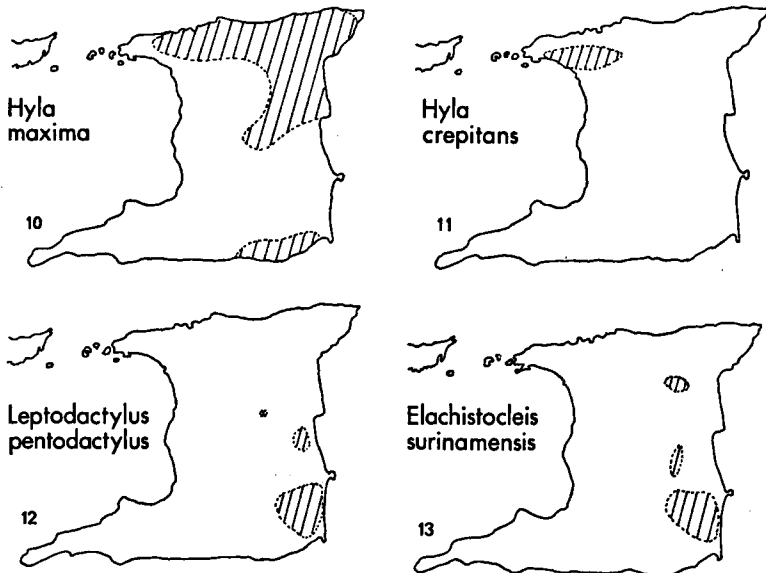 Hyla
maxima
10
Hyla
crepitans
11
Leptodactylus
pentodactylus
*
12
Elachistocleis
surinamensis
13